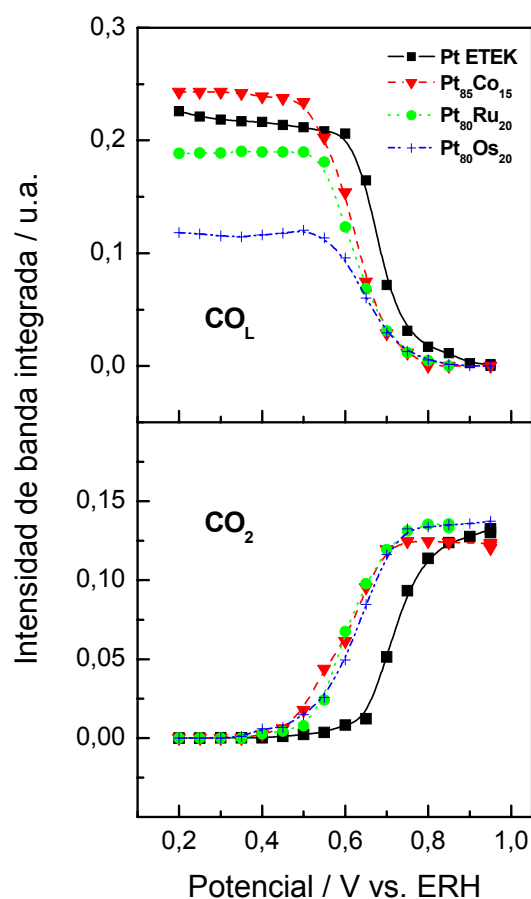 Intensidad de banda integrada / u.a.
0,3
0,2
0,1
0,0
Pt ETEK
Pt₈₅Co₁₅
Pt₈₀Ru₂₀
Pt₈₀Os₂₀
CO_L
0,15
0,10
0,05
0,00
CO₂
0,2 0,4 0,6 0,8 1,0
Potencial / V vs. ERH